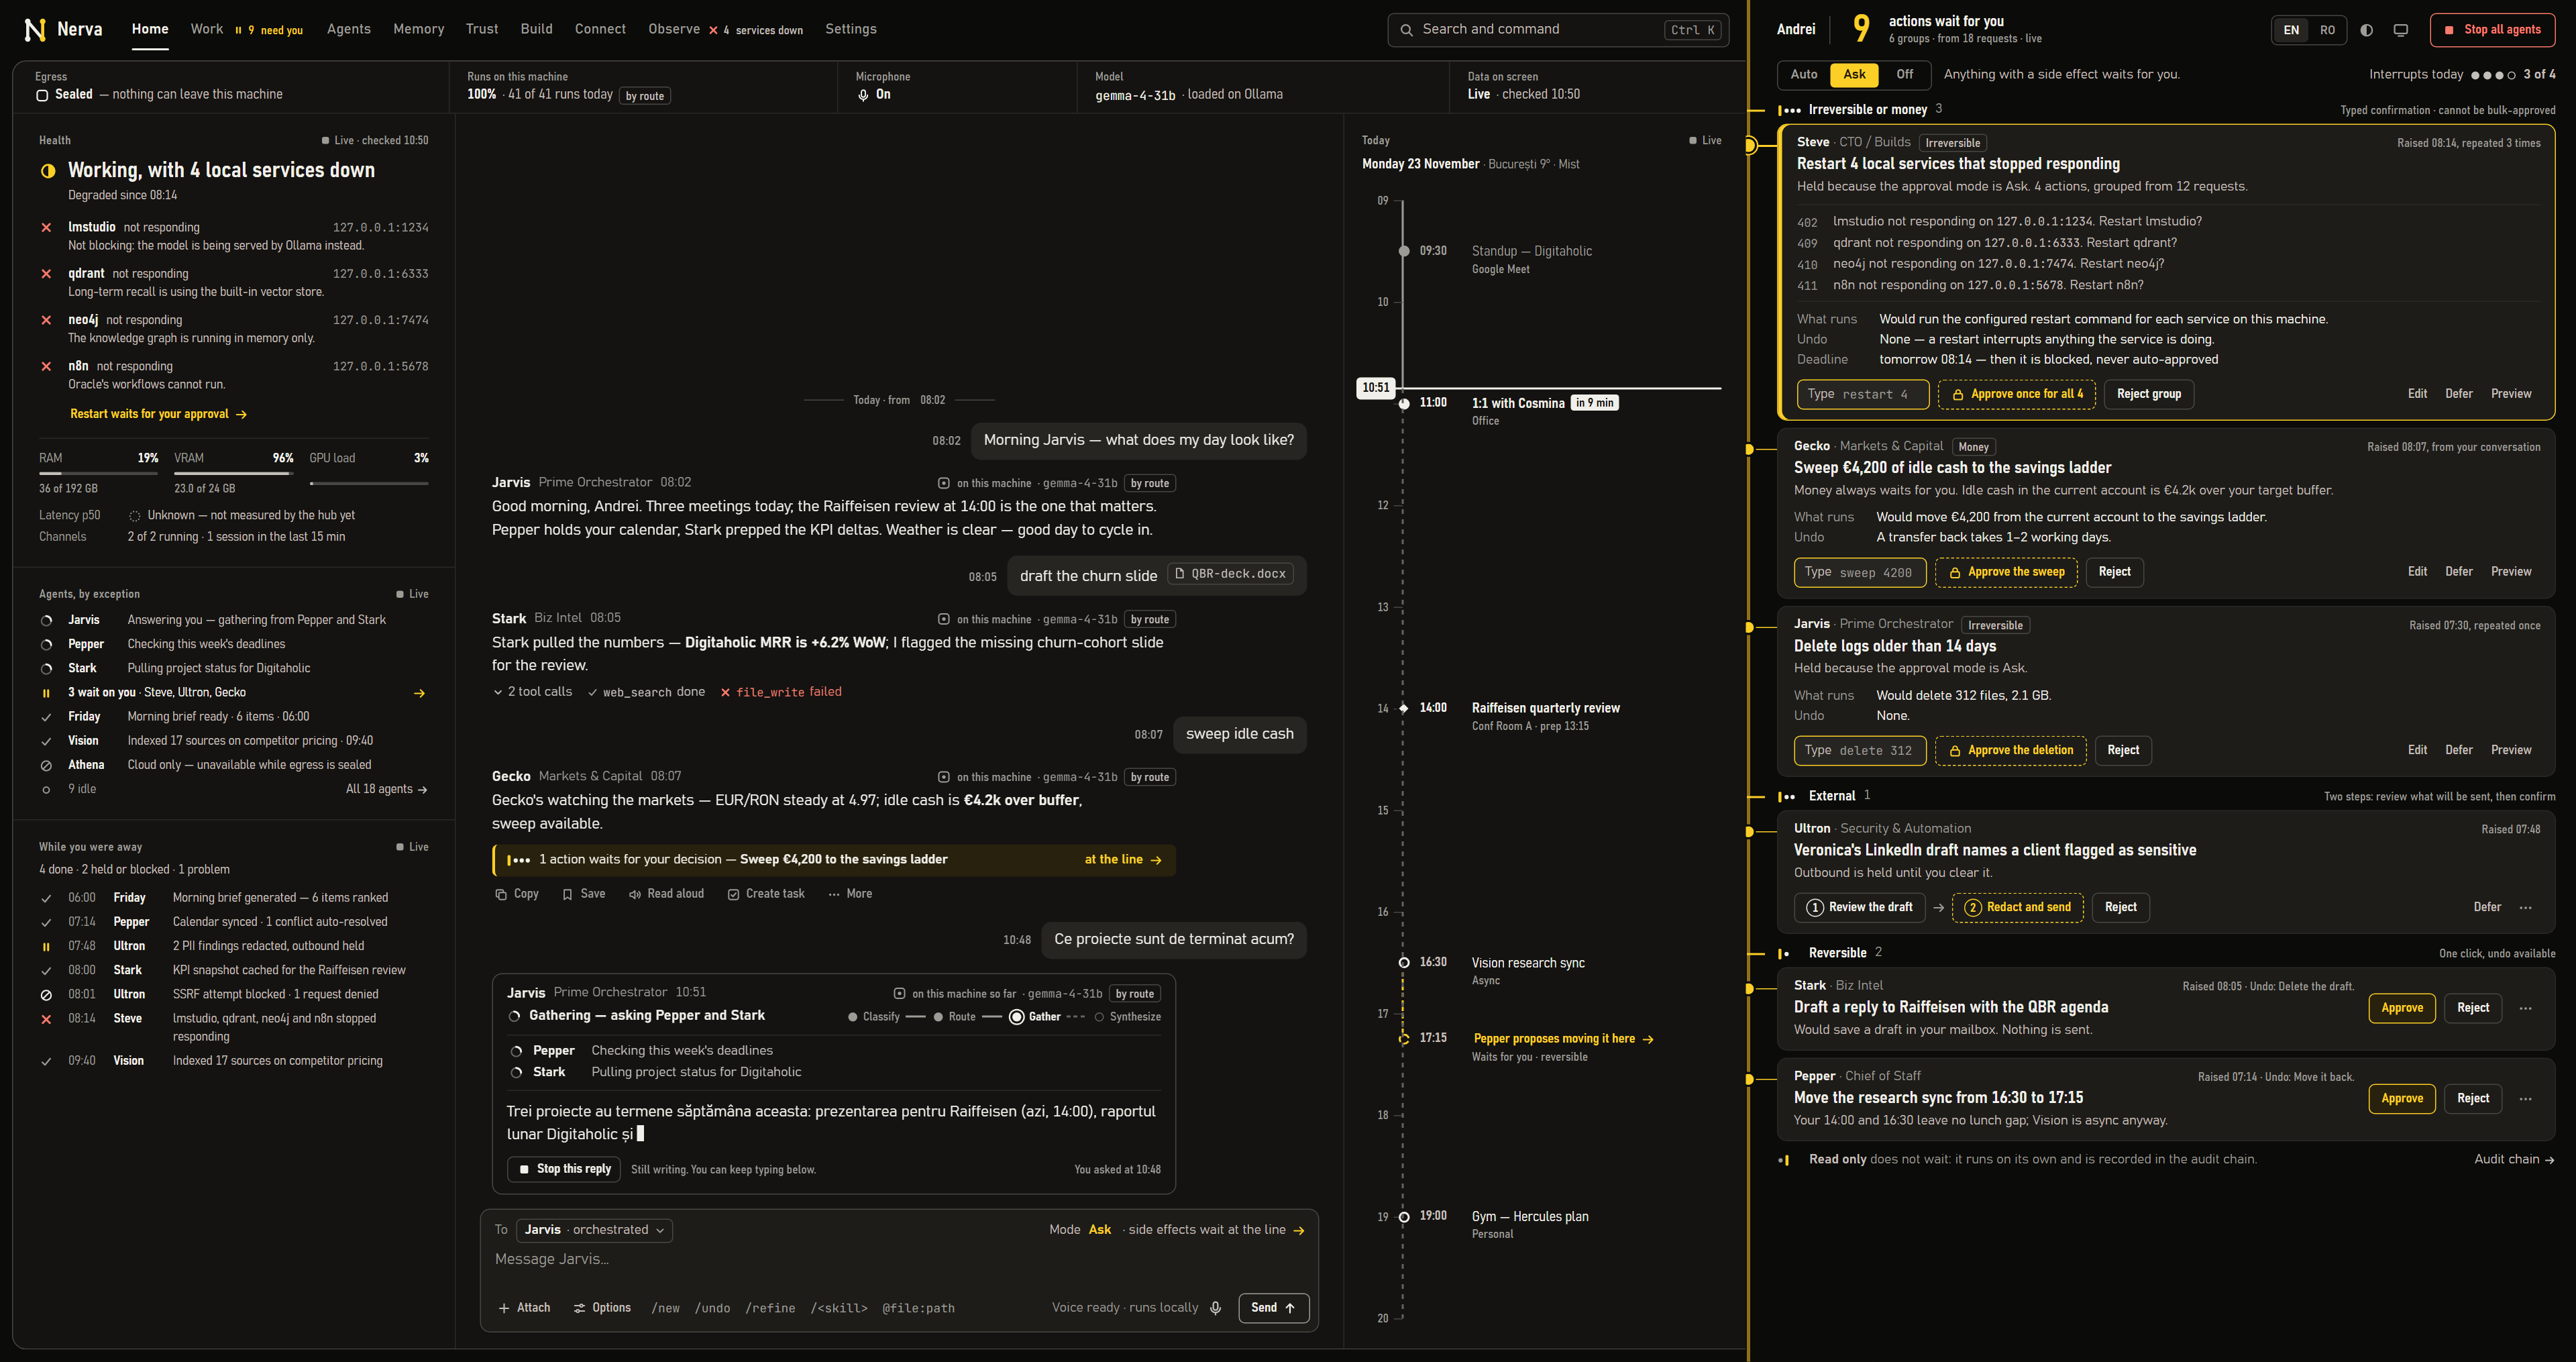 Nerva Home Work 9 need you Agents Memory Trust Build Connect Observe 4 services down Settings
Search and command Ctrl K
Egress
Sealed — nothing can leave this machine
Runs on this machine
100% · 41 of 41 runs today by route
Microphone
On
Model
gemma-4-31b · loaded on Ollama
Data on screen
Live · checked 10:50
Health Live · checked 10:50
Working, with 4 local services down
Degraded since 08:14
lmstudio not responding 127.0.0.1:1234
Not blocking: the model is being served by Ollama instead.
qdrant not responding 127.0.0.1:6333
Long-term recall is using the built-in vector store.
neo4j not responding 127.0.0.1:7474
The knowledge graph is running in memory only.
n8n not responding 127.0.0.1:5678
Oracle's workflows cannot run.
Restart waits for your approval →
RAM 19% VRAM 96% GPU load 3%
36 of 192 GB 23.0 of 24 GB
Latency p50 Unknown — not measured by the hub yet
Channels 2 of 2 running · 1 session in the last 15 min
Agents, by exception Live
Jarvis Answering you — gathering from Pepper and Stark
Pepper Checking this week's deadlines
Stark Pulling project status for Digitaholic
3 wait on you · Steve, Ultron, Gecko →
Friday Morning brief ready · 6 items · 06:00
Vision Indexed 17 sources on competitor pricing · 09:40
Athena Cloud only — unavailable while egress is sealed
9 idle All 18 agents →
While you were away Live
4 done · 2 held or blocked · 1 problem
06:00 Friday Morning brief generated — 6 items ranked
07:14 Pepper Calendar synced · 1 conflict auto-resolved
07:48 Ultron 2 PII findings redacted, outbound held
08:00 Stark KPI snapshot cached for the Raiffeisen review
08:01 Ultron SSRF attempt blocked · 1 request denied
08:14 Steve lmstudio, qdrant, neo4j and n8n stopped
responding
09:40 Vision Indexed 17 sources on competitor pricing
Today · from 08:02
08:02 Morning Jarvis — what does my day look like?
Jarvis Prime Orchestrator 08:02 on this machine · gemma-4-31b by route
Good morning, Andrei. Three meetings today; the Raiffeisen review at 14:00 is the one that matters.
Pepper holds your calendar, Stark prepped the KPI deltas. Weather is clear — good day to cycle in.
08:05 draft the churn slide QBR-deck.docx
Stark Biz Intel 08:05 on this machine · gemma-4-31b by route
Stark pulled the numbers — Digitaholic MRR is +6.2% WoW; I flagged the missing churn-cohort slide
for the review.
2 tool calls web_search done file_write failed
08:07 sweep idle cash
Gecko Markets & Capital 08:07 on this machine · gemma-4-31b by route
Gecko's watching the markets — EUR/RON steady at 4.97; idle cash is €4.2k over buffer,
sweep available.
1 action waits for your decision — Sweep €4,200 to the savings ladder at the line →
Copy Save Read aloud Create task ··· More
10:48 Ce proiecte sunt de terminat acum?
Jarvis Prime Orchestrator 10:51 on this machine so far · gemma-4-31b by route
Gathering — asking Pepper and Stark Classify Route Gather Synthesize
Pepper Checking this week's deadlines
Stark Pulling project status for Digitaholic
Trei proiecte au termene săptămâna aceasta: prezentarea pentru Raiffeisen (azi, 14:00), raportul
lunar Digitaholic și
Stop this reply Still writing. You can keep typing below. You asked at 10:48
To Jarvis · orchestrated Mode Ask · side effects wait at the line →
Message Jarvis...
+ Attach Options /new /undo /refine /<skill> @file:path Voice ready · runs locally Send ↑
Today Live
Monday 23 November · București 9° · Mist
09
09:30 Standup — Digitaholic
Google Meet
10
10:51
11:00 1:1 with Cosmina in 9 min
Office
12
13
14 14:00 Raiffeisen quarterly review
Conf Room A · prep 13:15
15
16
16:30 Vision research sync
Async
17
17:15 Pepper proposes moving it here →
Waits for you · reversible
18
19 19:00 Gym — Hercules plan
Personal
20
Andrei 9 actions wait for you
6 groups · from 18 requests · live
EN RO Stop all agents
Auto Ask Off Anything with a side effect waits for you. Interrupts today 3 of 4
Irreversible or money 3 Typed confirmation · cannot be bulk-approved
Steve · CTO / Builds Irreversible Raised 08:14, repeated 3 times
Restart 4 local services that stopped responding
Held because the approval mode is Ask. 4 actions, grouped from 12 requests.
402 lmstudio not responding on 127.0.0.1:1234. Restart lmstudio?
409 qdrant not responding on 127.0.0.1:6333. Restart qdrant?
410 neo4j not responding on 127.0.0.1:7474. Restart neo4j?
411 n8n not responding on 127.0.0.1:5678. Restart n8n?
What runs Would run the configured restart command for each service on this machine.
Undo None — a restart interrupts anything the service is doing.
Deadline tomorrow 08:14 — then it is blocked, never auto-approved
Type restart 4 Approve once for all 4 Reject group Edit Defer Preview
Gecko · Markets & Capital Money Raised 08:07, from your conversation
Sweep €4,200 of idle cash to the savings ladder
Money always waits for you. Idle cash in the current account is €4.2k over your target buffer.
What runs Would move €4,200 from the current account to the savings ladder.
Undo A transfer back takes 1–2 working days.
Type sweep 4200 Approve the sweep Reject Edit Defer Preview
Jarvis · Prime Orchestrator Irreversible Raised 07:30, repeated once
Delete logs older than 14 days
Held because the approval mode is Ask.
What runs Would delete 312 files, 2.1 GB.
Undo None.
Type delete 312 Approve the deletion Reject Edit Defer Preview
External 1 Two steps: review what will be sent, then confirm
Ultron · Security & Automation Raised 07:48
Veronica's LinkedIn draft names a client flagged as sensitive
Outbound is held until you clear it.
1 Review the draft → 2 Redact and send Reject Defer ···
Reversible 2 One click, undo available
Stark · Biz Intel Raised 08:05 · Undo: Delete the draft.
Draft a reply to Raiffeisen with the QBR agenda Approve Reject ···
Would save a draft in your mailbox. Nothing is sent.
Pepper · Chief of Staff Raised 07:14 · Undo: Move it back.
Move the research sync from 16:30 to 17:15 Approve Reject ···
Your 14:00 and 16:30 leave no lunch gap; Vision is async anyway.
Read only does not wait: it runs on its own and is recorded in the audit chain. Audit chain →